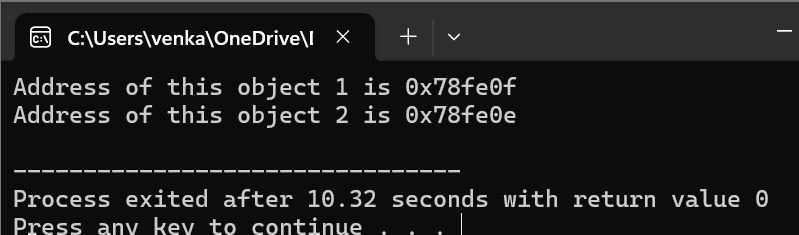 C:\Users\venka\OneDrive\
Address of this object 1 is 0x78fe0f
Address of this object 2 is 0x78fe0e
--------------------------------
Process exited after 10.32 seconds with return value 0
Press any key to continue . . .